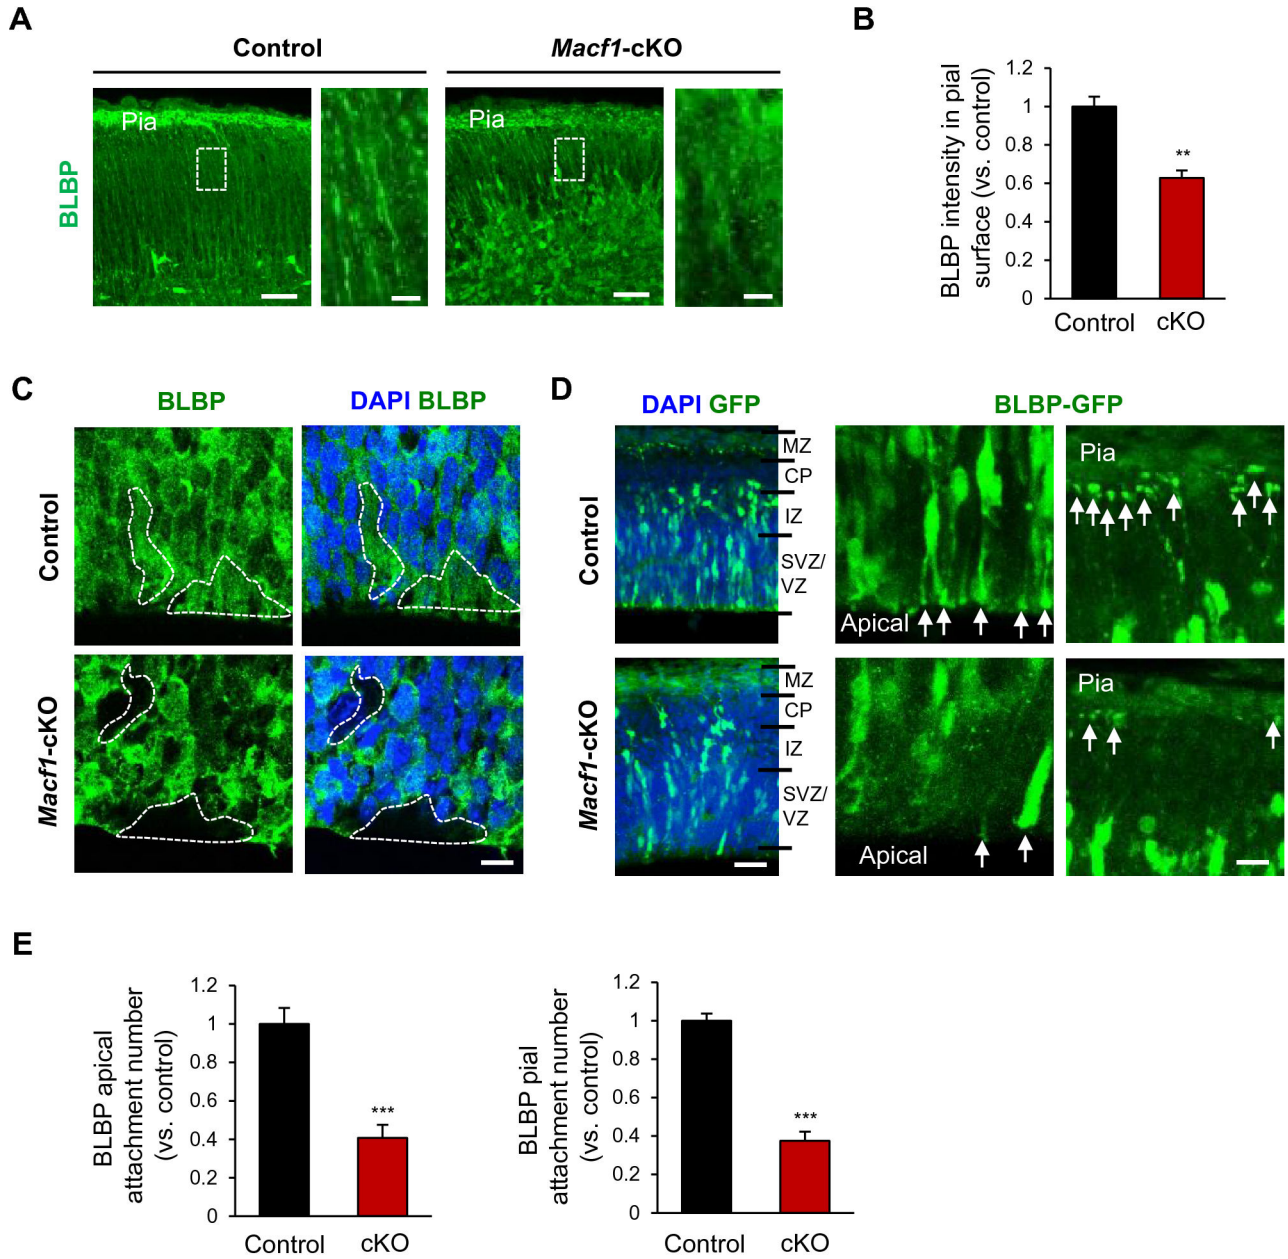 A
Control
Macf1-cKO
BLBP
Pia
Pia
B
BLBP intensity in pial
surface (vs. control)
1.2
1
0.8
0.6
0.4
0.2
0
**
Control
cKO
C
BLBP
DAPI BLBP
Control
Macf1-cKO
D
DAPI GFP
BLBP-GFP
Control
MZ
CP
IZ
SVZ/
VZ
Apical
Pia
Macf1-cKO
MZ
CP
IZ
SVZ/
VZ
Apical
Pia
E
BLBP apical
attachment number
(vs. control)
1.2
1
0.8
0.6
0.4
0.2
0
***
Control
cKO
BLBP pial
attachment number
(vs. control)
1.2
1
0.8
0.6
0.4
0.2
0
***
Control
cKO